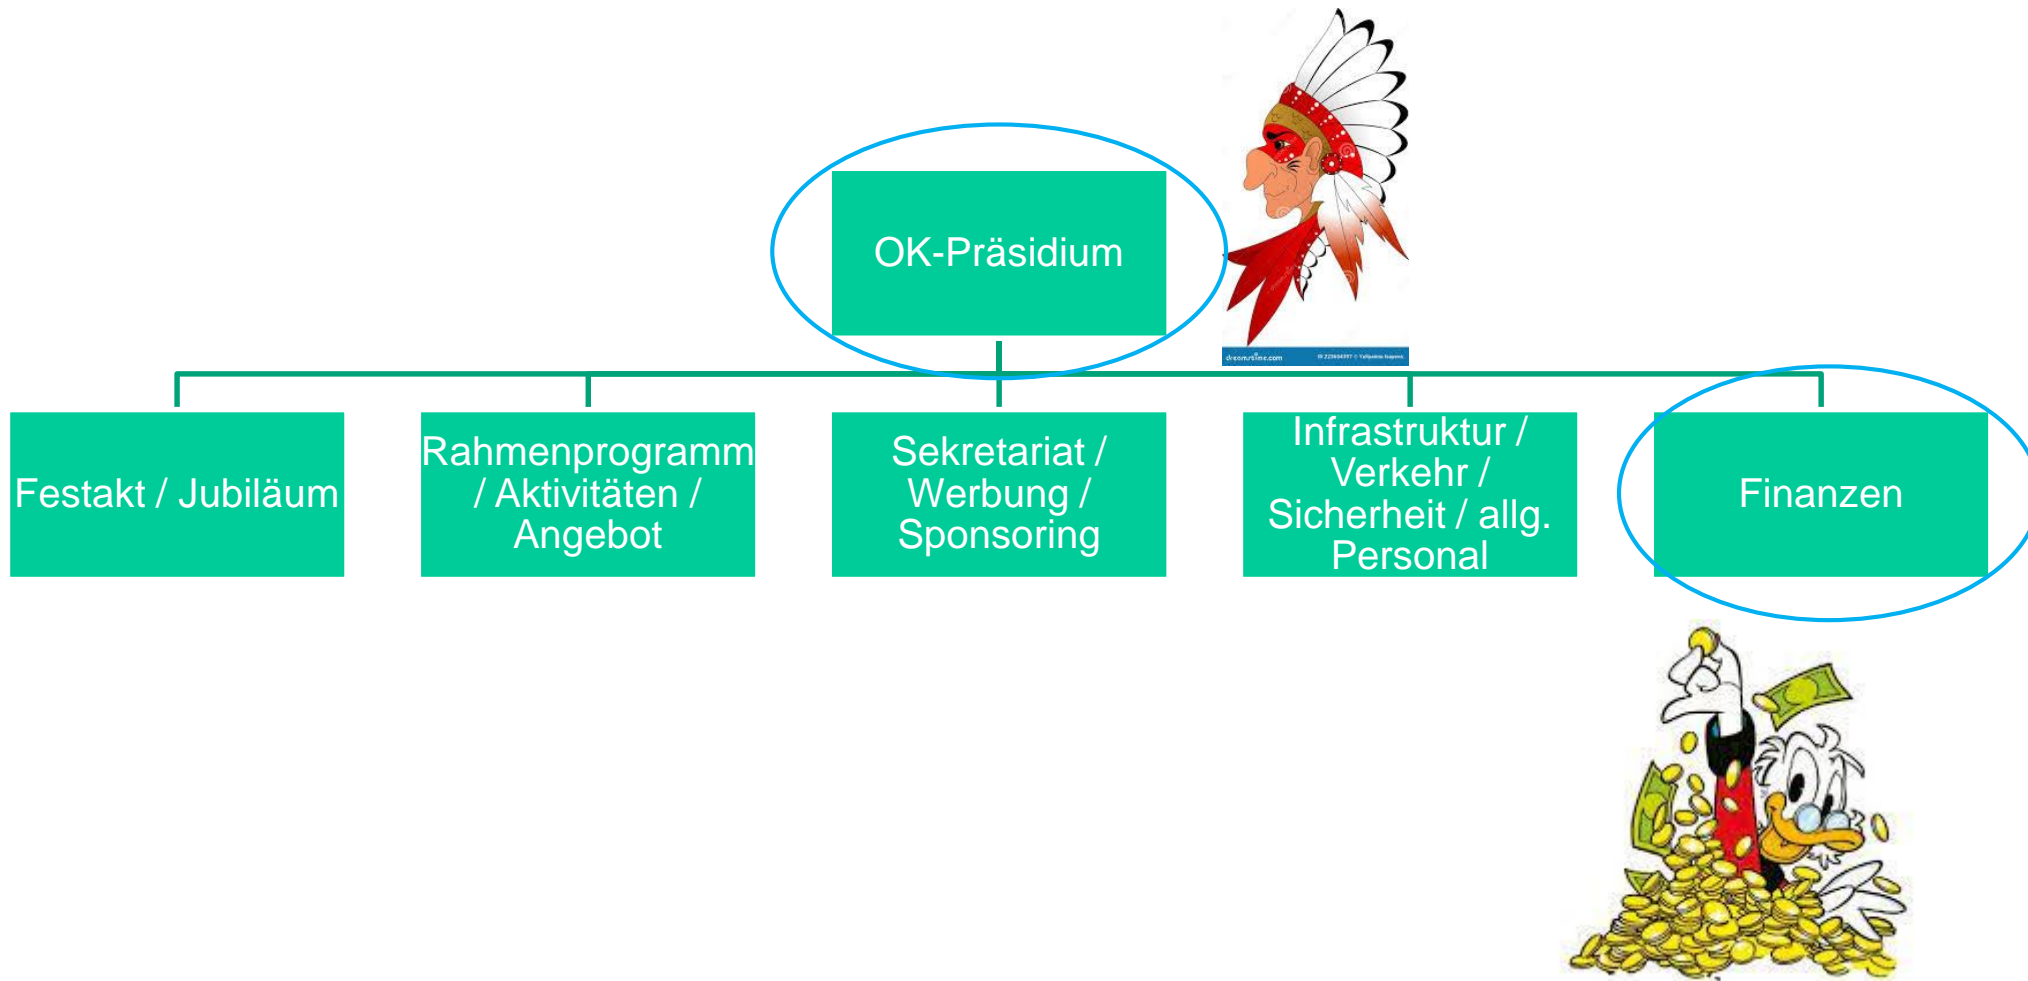 OK-Präsidium
dreamstime.com
Festakt / Jubiläum
Rahmenprogramm
/ Aktivitäten /
Angebot
Sekretariat /
Werbung /
Sponsoring
Infrastruktur /
Verkehr /
Sicherheit / allg.
Personal
Finanzen